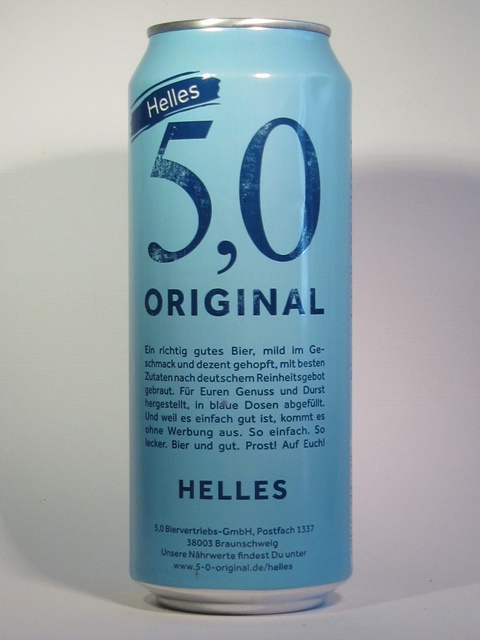 Helles
5,0
ORIGINAL
Ein richtig gutes Bier, mild im Ge-
schmack und dezent gehopft, mit besten
Zutaten nach deutschem Reinheitsgebot
gebraut. Für Euren Genuss und Durst
hergestellt, in blaue Dosen abgefüllt.
Und weil es einfach gut ist, kommt es
ohne Werbung aus. So einfach. So
lecker. Bier und gut. Prost! Auf Euch!
HELLES
5,0 Biervertriebs-GmbH, Postfach 1337
38003 Braunschweig
Unsere Nährwerte findest Du unter
www.5-0-original.de/helles